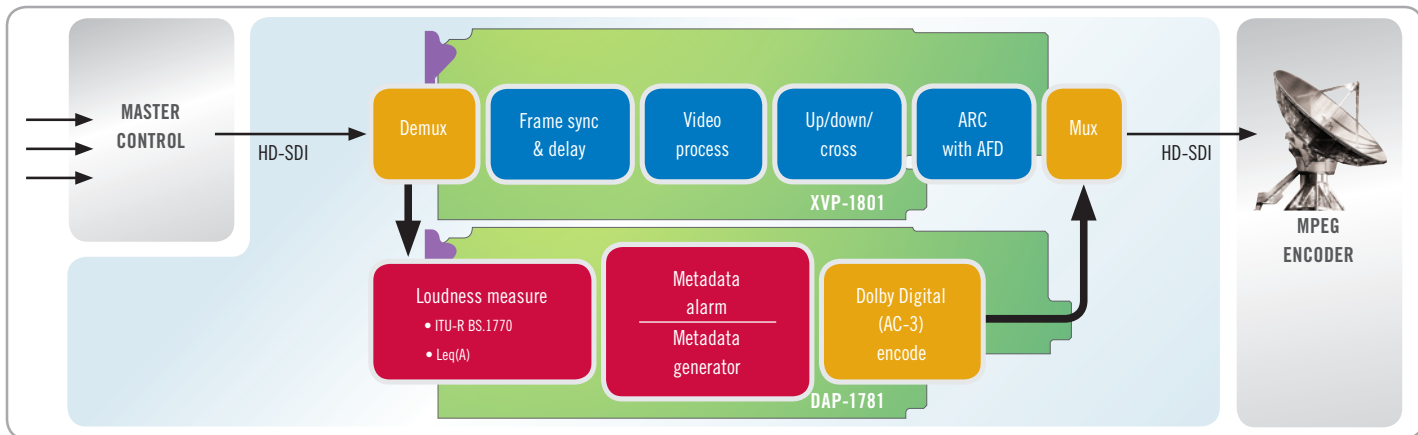 MASTER
CONTROL
HD-SDI
Demux
Frame sync
& delay
Video
process
Up/down/
cross
ARC
with AFD
Mux
HD-SDI
XVP-1801
MPEG
ENCODER
Loudness measure
• ITU-R BS.1770
• Leq(A)
Metadata
alarm
Metadata
generator
Dolby Digital
(AC-3)
encode
DAP-1781